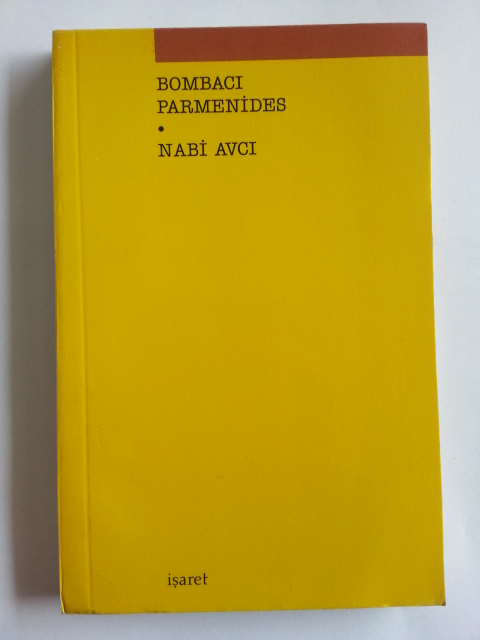 BOMBACI
PARMENİDES
•
NABİ AVCI
işaret